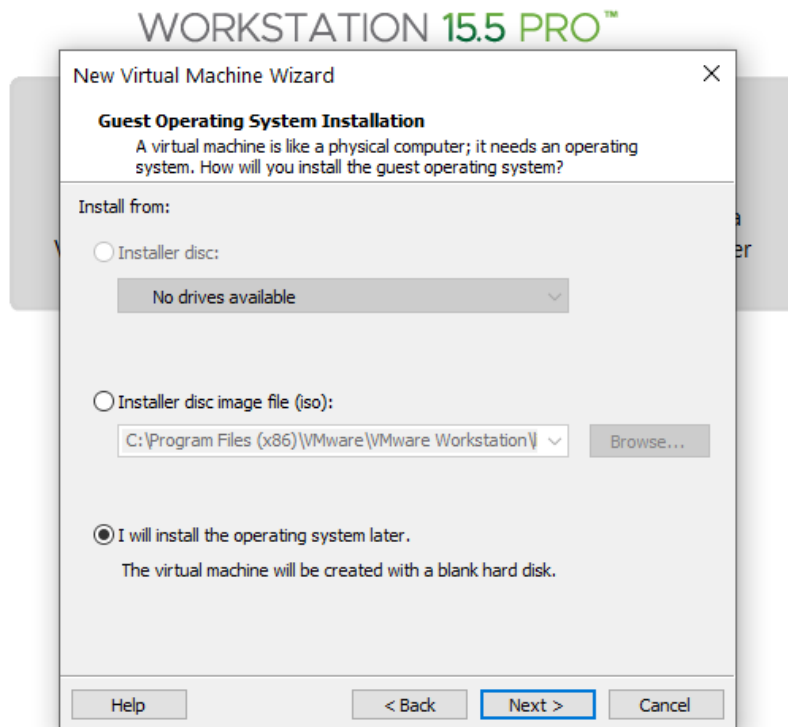 WORKSTATION 15.5 PRO™
New Virtual Machine Wizard
Guest Operating System Installation
A virtual machine is like a physical computer; it needs an operating
system. How will you install the guest operating system?
Install from:
Installer disc:
No drives available
Installer disc image file (iso):
C:\Program Files (x86)\VMware\VMware Workstation\
Browse...
I will install the operating system later.
The virtual machine will be created with a blank hard disk.
Help
< Back
Next >
Cancel